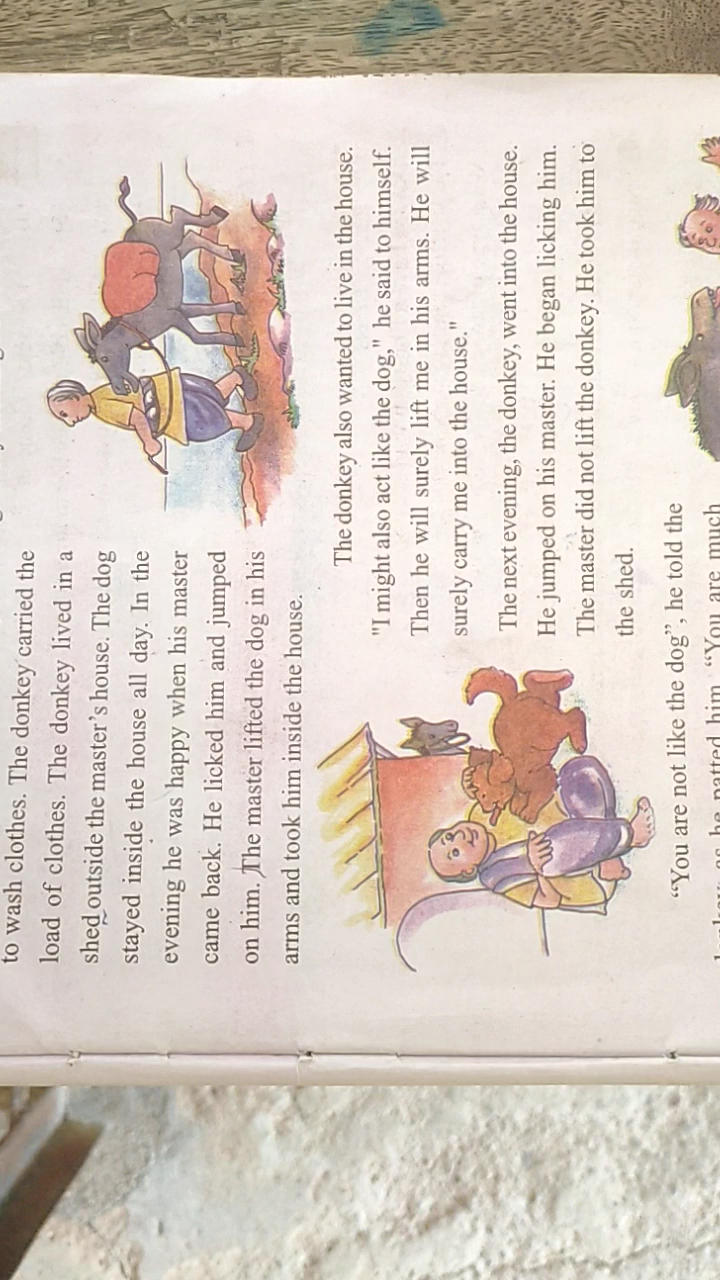 to wash clothes. The donkey carried the
load of clothes. The donkey lived in a
shed outside the master's house. The dog
stayed inside the house all day. In the
evening he was happy when his master
came back. He licked him and jumped
on him. The master lifted the dog in his
arms and took him inside the house.
The donkey also wanted to live in the house.
"I might also act like the dog," he said to himself.
Then he will surely lift me in his arms. He will
surely carry me into the house."
The next evening, the donkey, went into the house.
He jumped on his master. He began licking him.
The master did not lift the donkey. He took him to
the shed.
“You are not like the dog”, he told the
as he patted him. “You are much